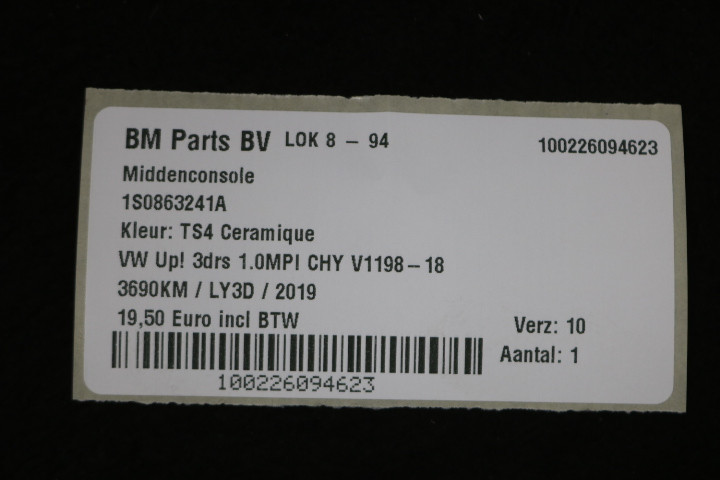 BM Parts BV LOK 8 - 94 100226094623
Middenconsole
1S0863241A
Kleur: TS4 Ceramique
VW Up! 3drs 1.0MPI CHY V1198-18
3690KM / LY3D / 2019
19,50 Euro incl BTW Verz: 10
Aantal: 1
100226094623